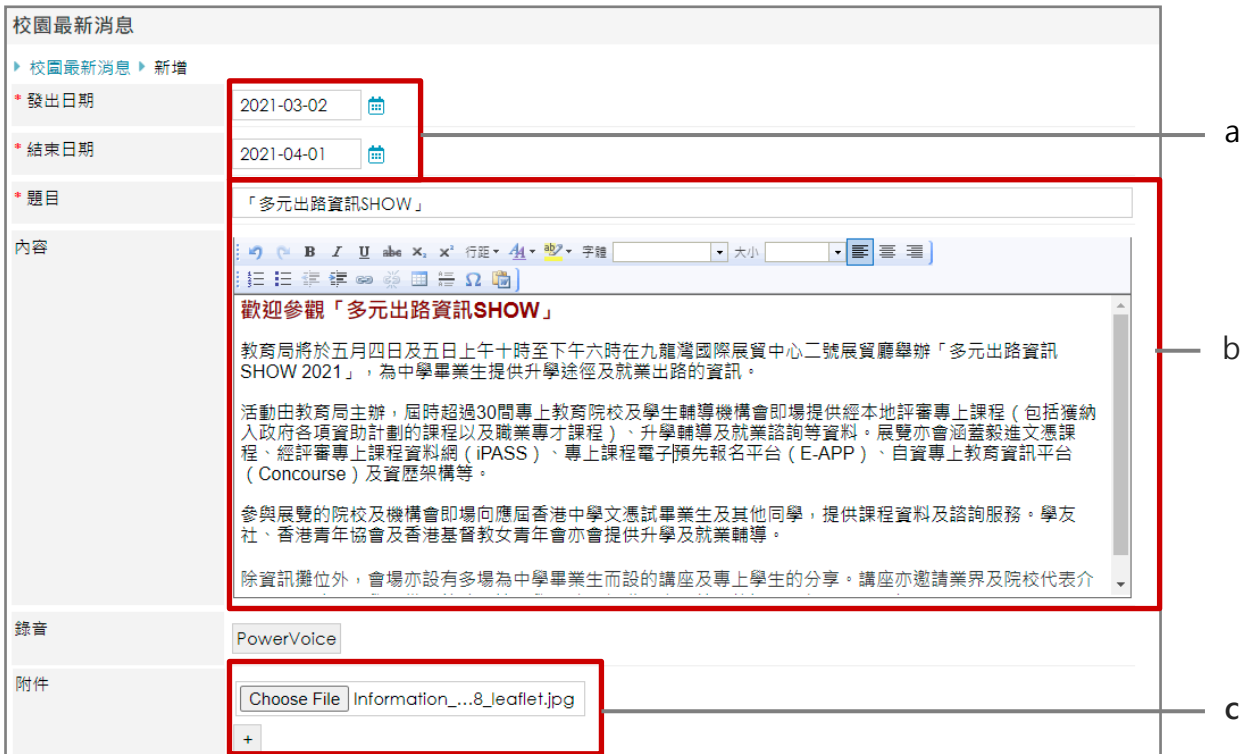 校園最新消息
校園最新消息 新增
* 發出日期 2021-03-02
a
* 結束日期 2021-04-01
* 題目 「多元出路資訊SHOW」
內容
B I U abc X₂ X² 行距 A ab 字體 大小
Ω
歡迎參觀「多元出路資訊SHOW」
教育局將於五月四日及五日上午十時至下午六時在九龍灣國際展貿中心二號展貿廳舉辦「多元出路資訊
SHOW 2021」，為中學畢業生提供升學途徑及就業出路的資訊。
b
活動由教育局主辦，屆時超過30間專上教育院校及學生輔導機構會即場提供經本地評審專上課程（包括獲納
入政府各項資助計劃的課程以及職業專才課程）、升學輔導及就業諮詢等資料。展覽亦會涵蓋毅進文憑課
程、經評審專上課程資料網（iPASS）、專上課程電子預先報名平台（E-APP）、自資專上教育資訊平台
（Concourse）及資歷架構等。
參與展覽的院校及機構會即場向應屆香港中學文憑試畢業生及其他同學，提供課程資料及諮詢服務。學友
社、香港青年協會及香港基督教女青年會亦會提供升學及就業輔導。
除資訊攤位外，會場亦設有多場為中學畢業生而設的講座及專上學生的分享。講座亦邀請業界及院校代表介
錄音 PowerVoice
附件 Choose File Information_...8_leaflet.jpg
c
+